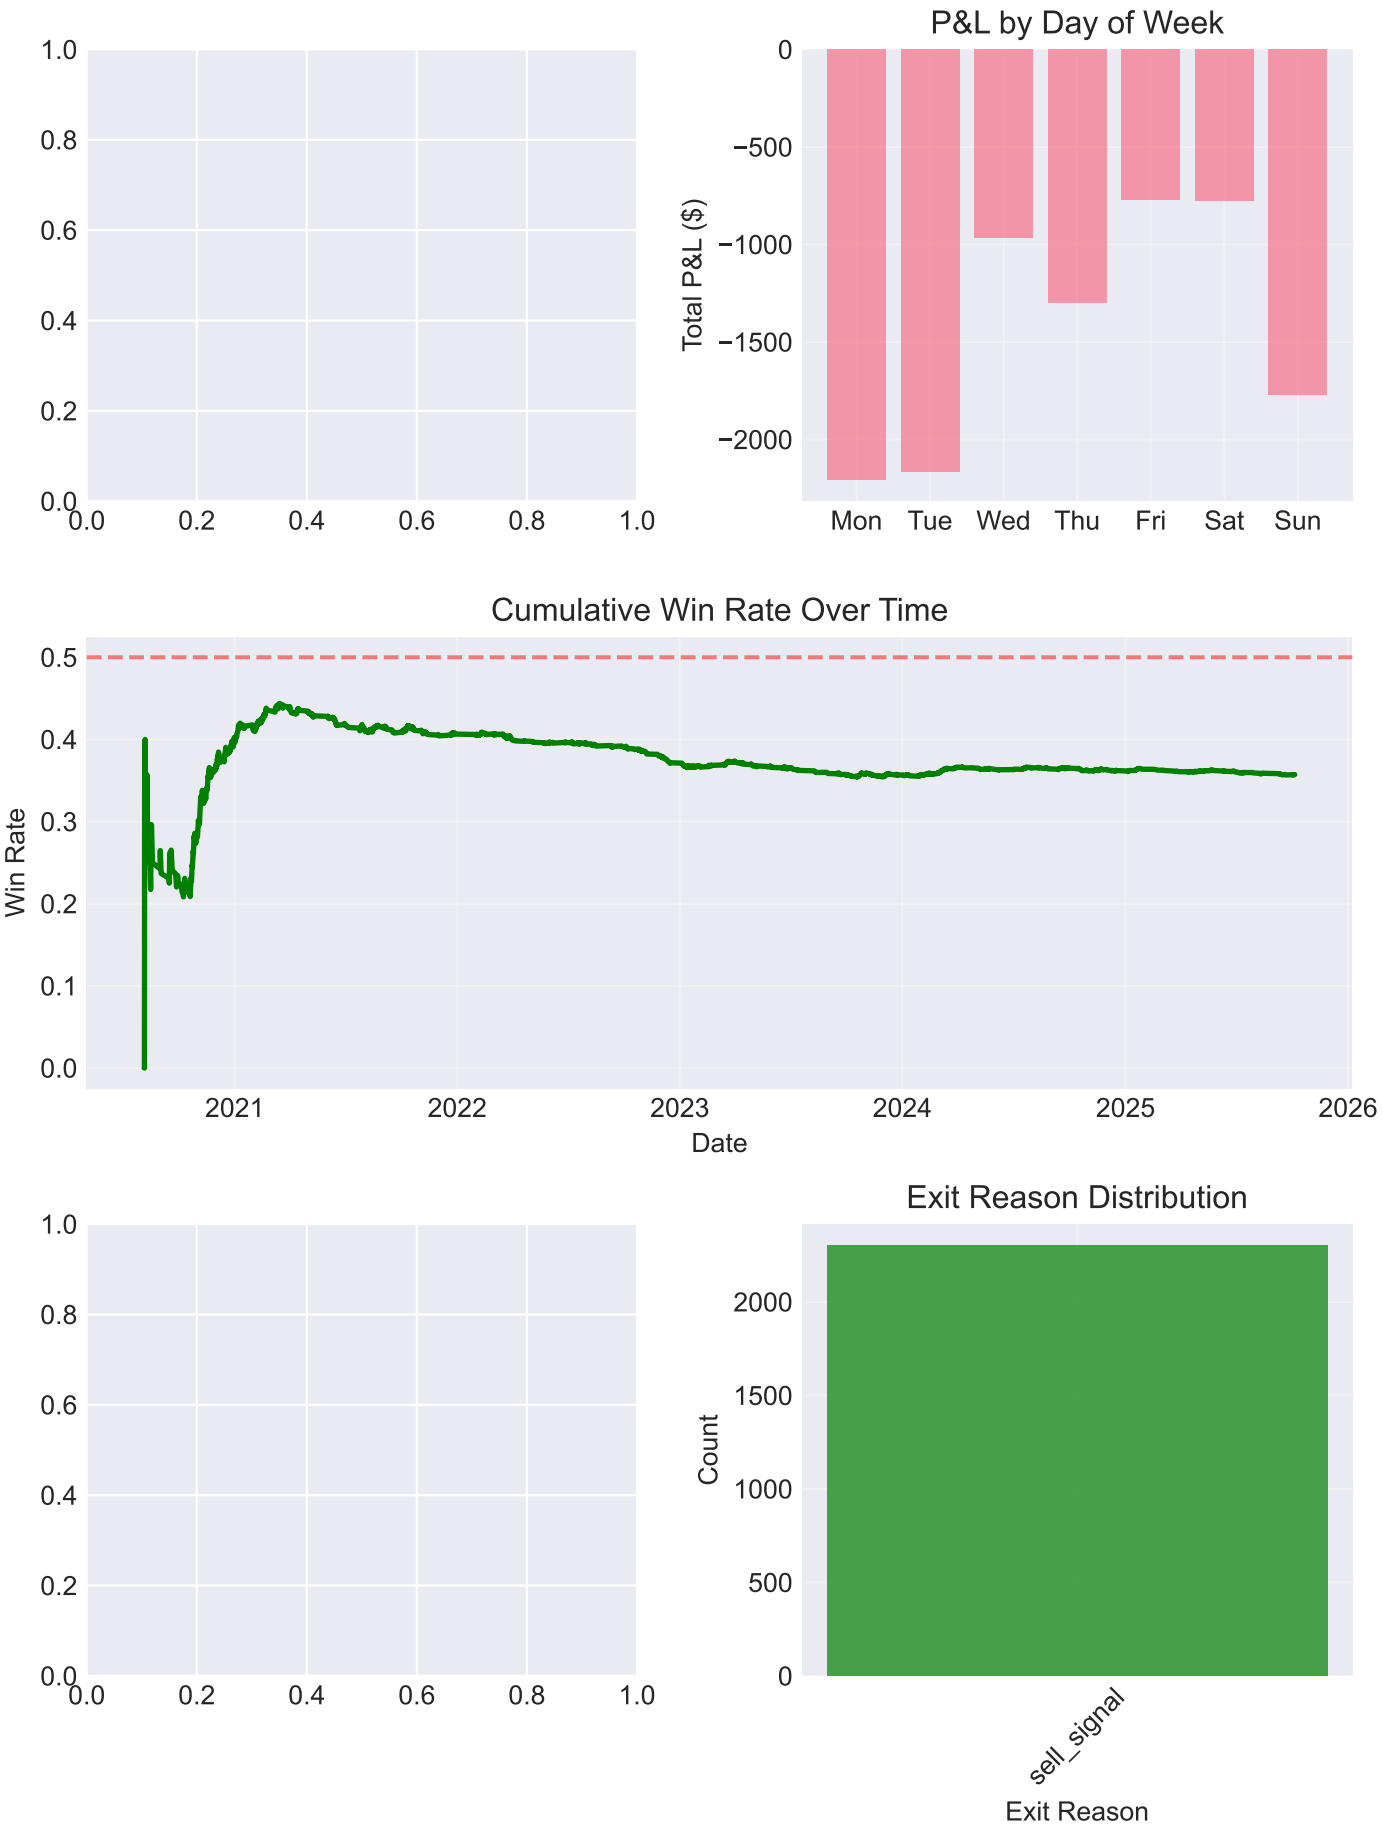 1.0
0.8
0.6
0.4
0.2
0.0
0.0 0.2 0.4 0.6 0.8 1.0
P&L by Day of Week
Total P&L ($)
0
−500
−1000
−1500
−2000
Mon Tue Wed Thu Fri Sat Sun
Cumulative Win Rate Over Time
Win Rate
0.5
0.4
0.3
0.2
0.1
0.0
2021 2022 2023 2024 2025 2026
Date
1.0
0.8
0.6
0.4
0.2
0.0
0.0 0.2 0.4 0.6 0.8 1.0
Exit Reason Distribution
Count
2000
1500
1000
500
0
sell_signal
Exit Reason